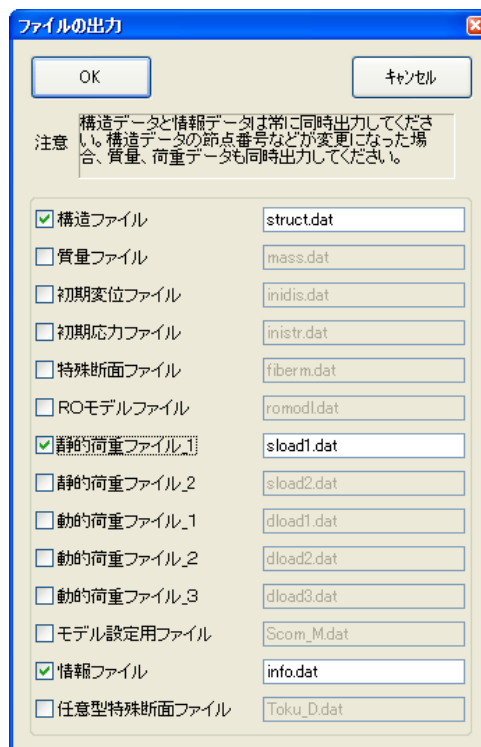 ファイルの出力
OK
キャンセル
注意
構造データと情報データは常に同時出力してくださ
い。構造データの節点番号などが変更になった場
合、質量、荷重データも同時出力してください。
構造ファイル struct.dat
質量ファイル mass.dat
初期変位ファイル inidis.dat
初期応力ファイル inistr.dat
特殊断面ファイル fiberm.dat
ROモデルファイル romodl.dat
静的荷重ファイル_1 sload1.dat
静的荷重ファイル_2 sload2.dat
動的荷重ファイル_1 dload1.dat
動的荷重ファイル_2 dload2.dat
動的荷重ファイル_3 dload3.dat
モデル設定用ファイル Scom_M.dat
情報ファイル info.dat
任意型特殊断面ファイル Toku_D.dat